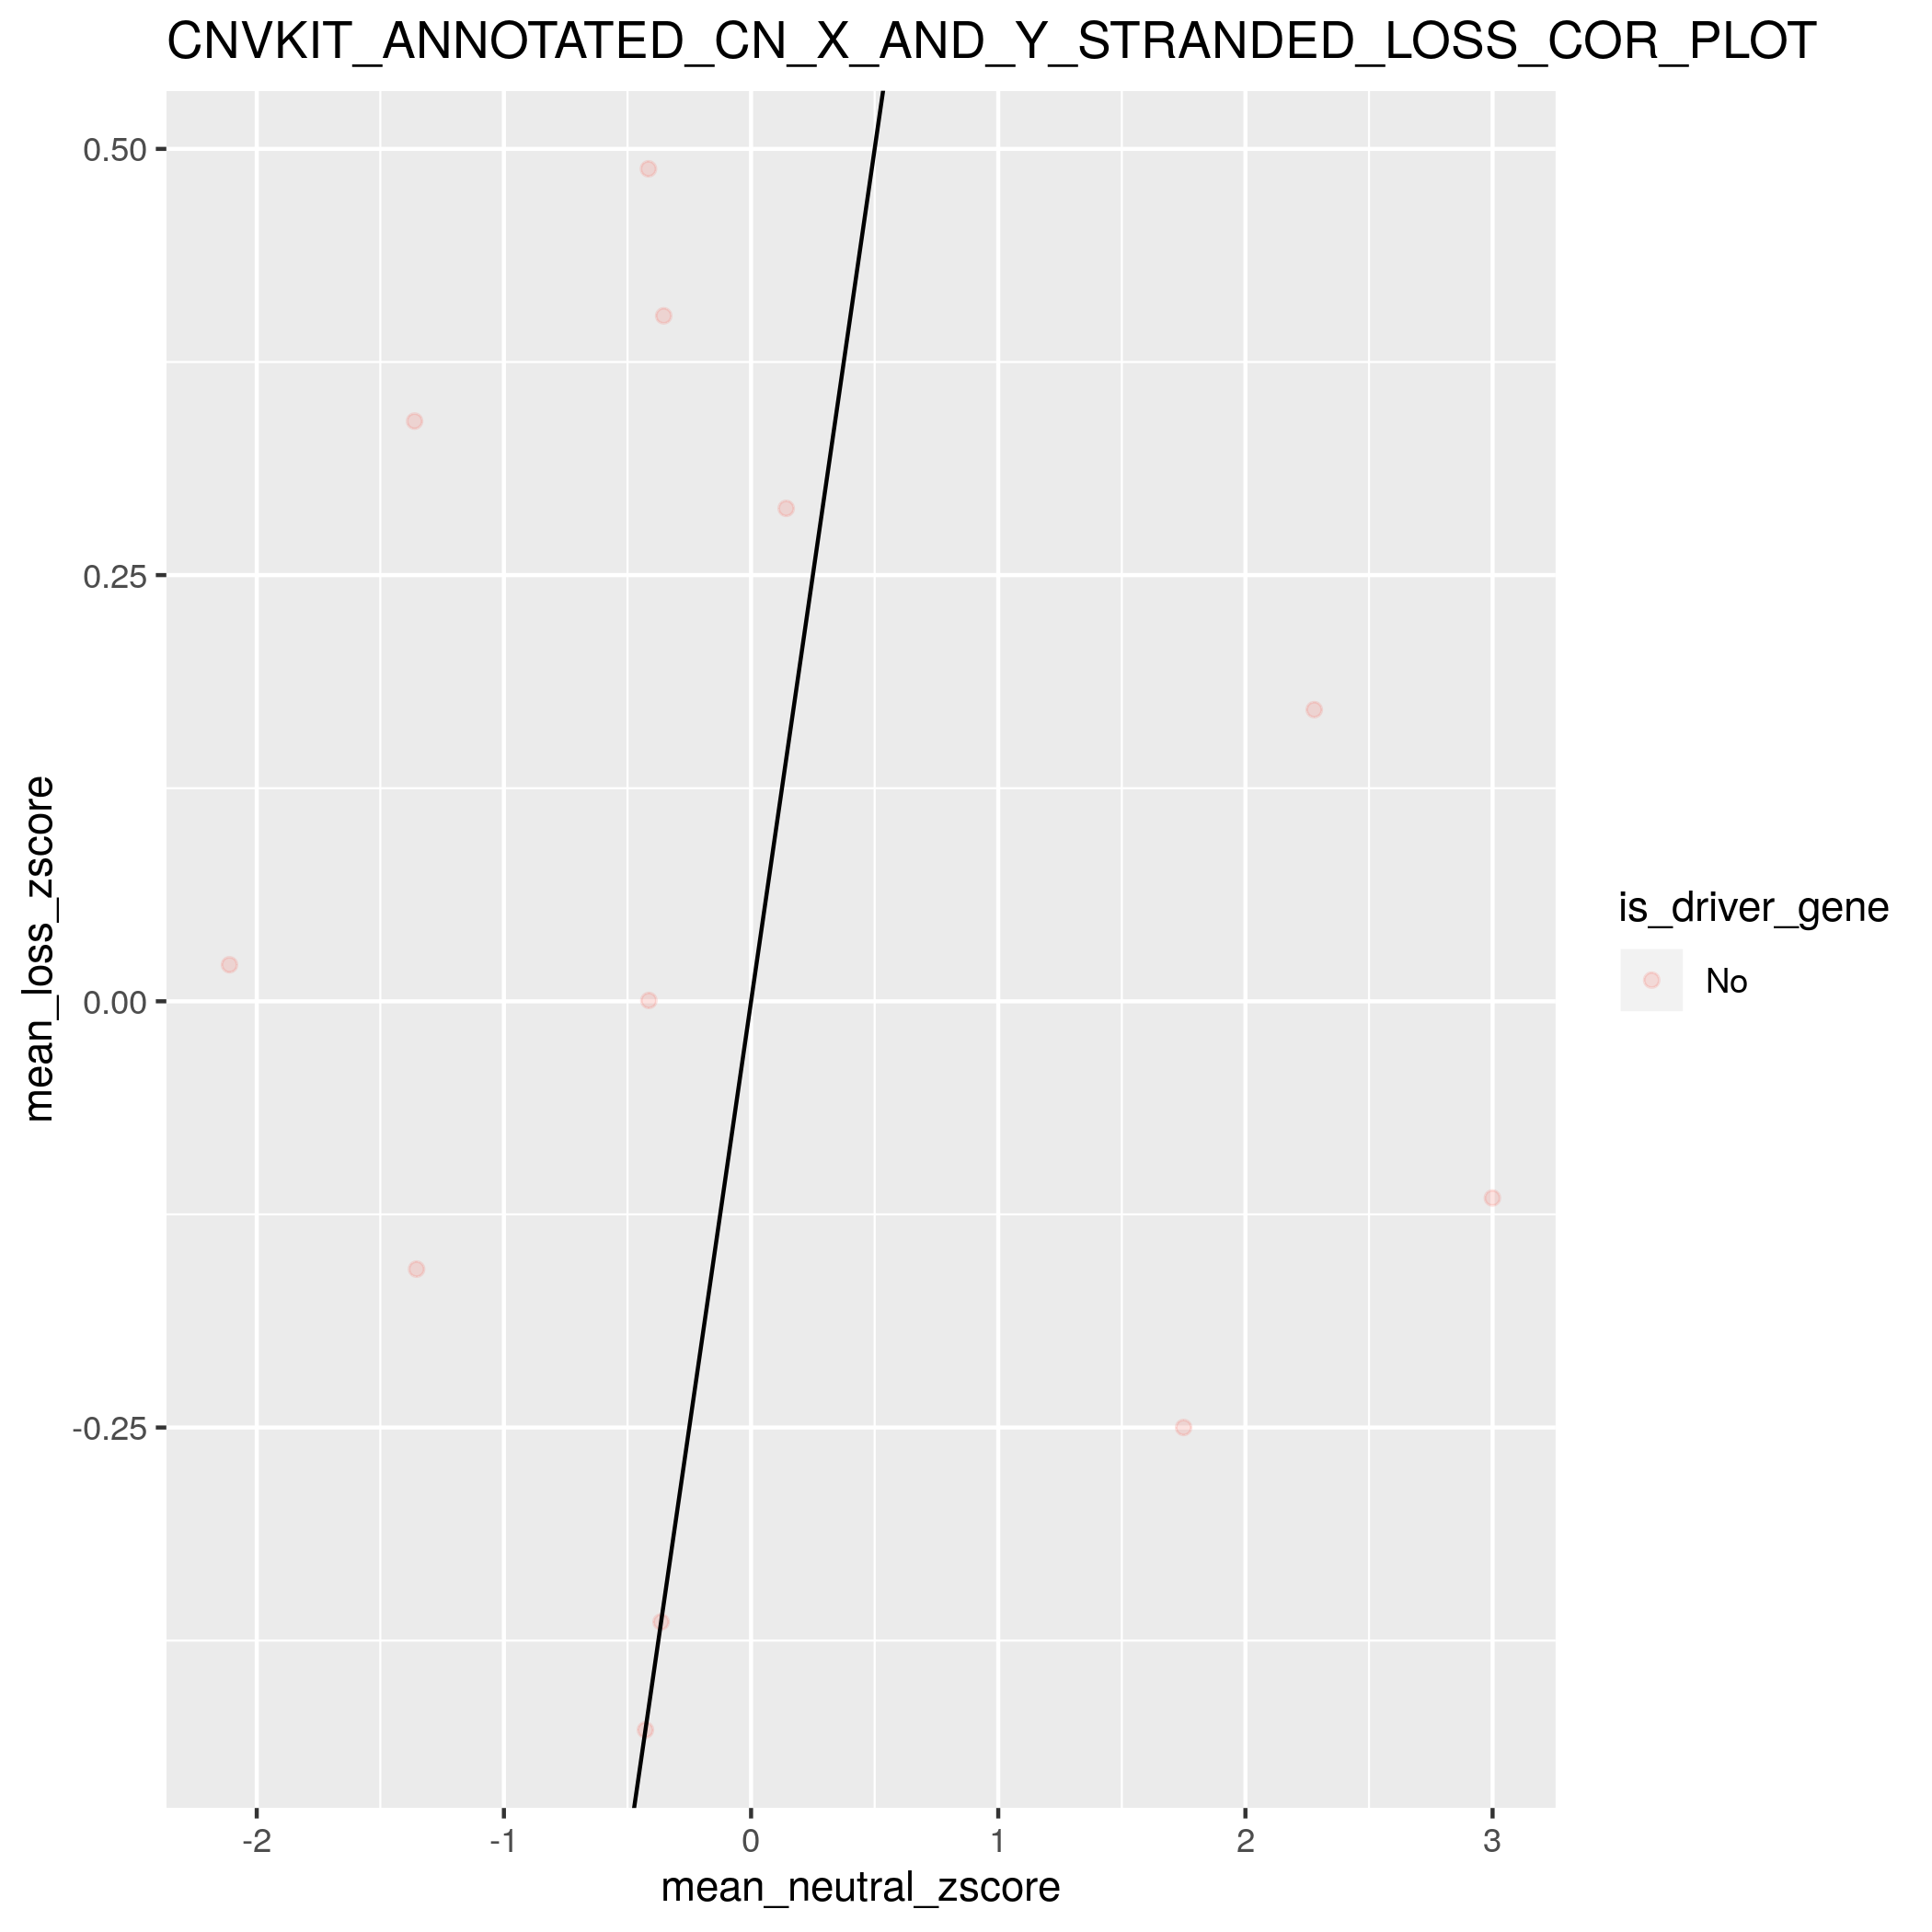 CNVKIT_ANNOTATED_CN_X_AND_Y_STRANDED_LOSS_COR_PLOT
0.50
0.25
0.00
-0.25
mean_loss_zscore
-2 -1 0 1 2 3
mean_neutral_zscore
is_driver_gene
No